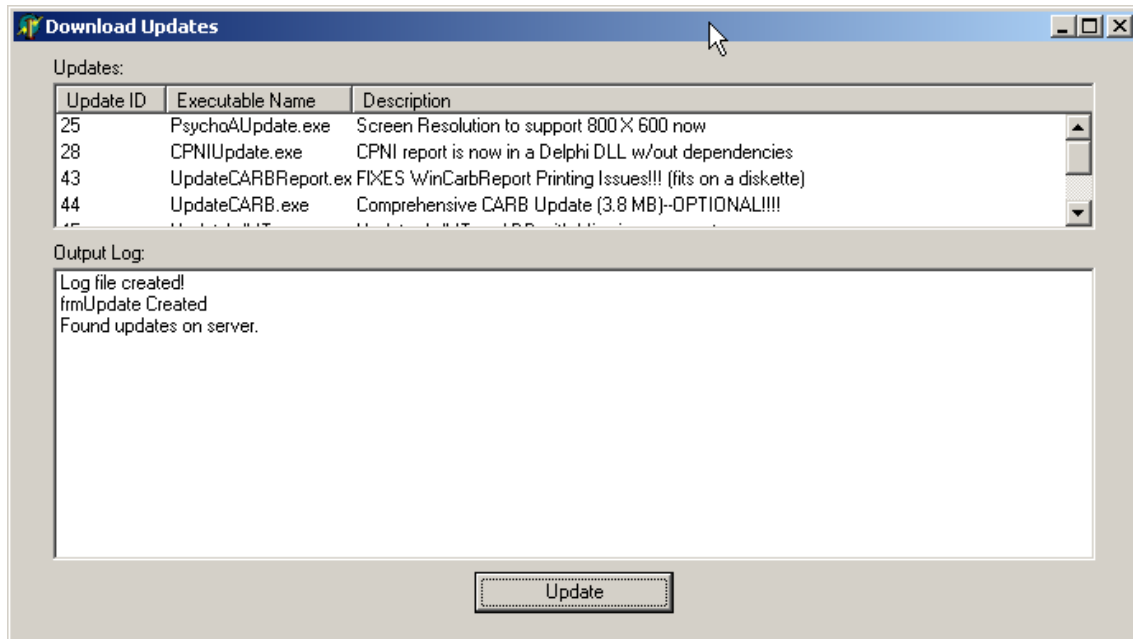 Download Updates
Updates:
Update ID Executable Name Description
25 PsychoAUpdate.exe Screen Resolution to support 800 X 600 now
28 CPNIUpdate.exe CPNI report is now in a Delphi DLL w/out dependencies
43 UpdateCARBReport.ex FIXES WinCarbReport Printing Issues!!! (fits on a diskette)
44 UpdateCARB.exe Comprehensive CARB Update (3.8 MB)--OPTIONAL!!!!
Output Log:
Log file created!
frmUpdate Created
Found updates on server.
Update